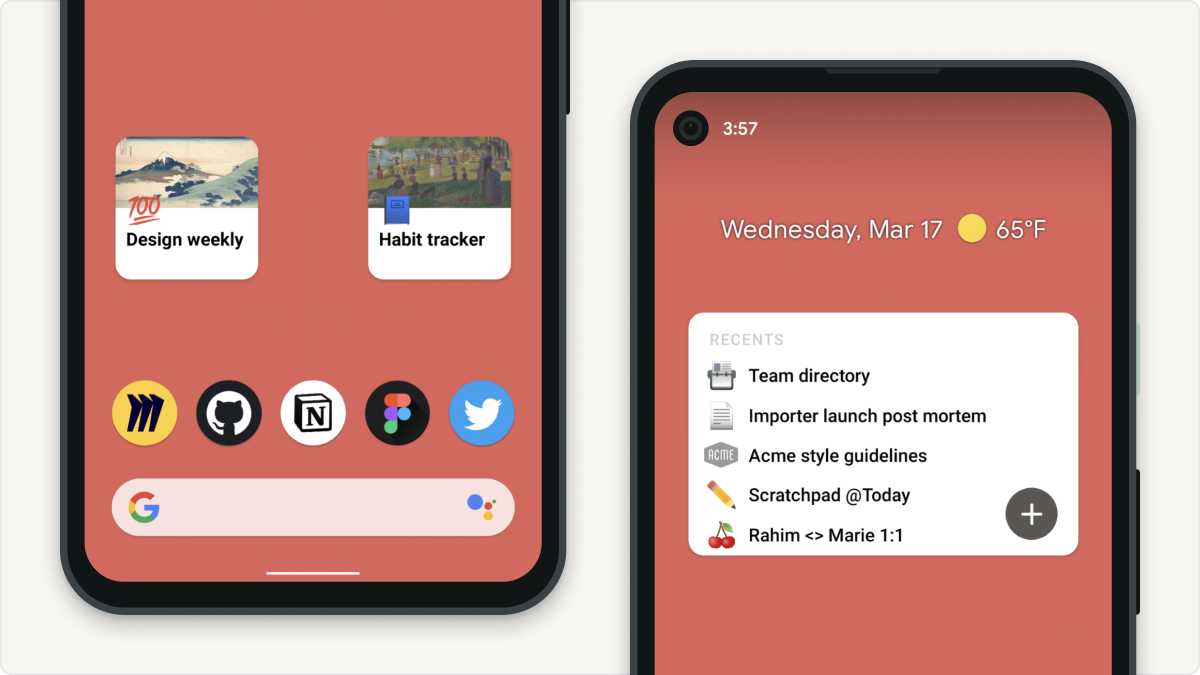 Design weekly
Habit tracker
N
3:57
Wednesday, Mar 17 65°F
RECENTS
Team directory
Importer launch post mortem
ACME
Acme style guidelines
Scratchpad @Today
Rahim <> Marie 1:1